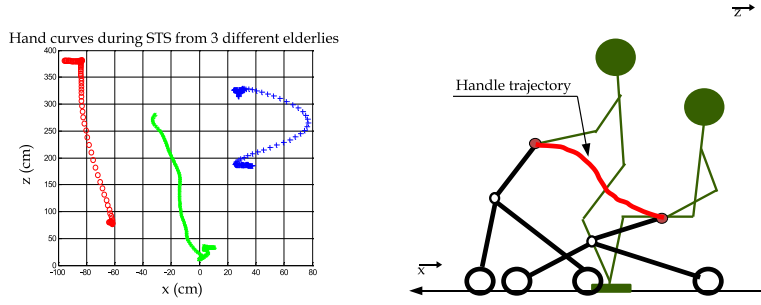 z
Hand curves during STS from 3 different elderlies
400
350
300
250
200
150
100
50
0
z (cm)
-100 -80 -60 -40 -20 0 20 40 60 80
x (cm)
Handle trajectory
x